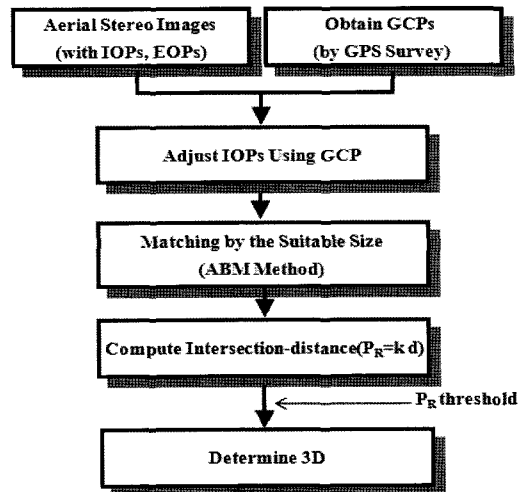 Aerial Stereo Images
(with IOPs, EOPs)
Obtain GCPs
(by GPS Survey)
Adjust IOPs Using GCP
Matching by the Suitable Size
(ABM Method)
Compute Intersection-distance(PR=k d)
PR threshold
Determine 3D